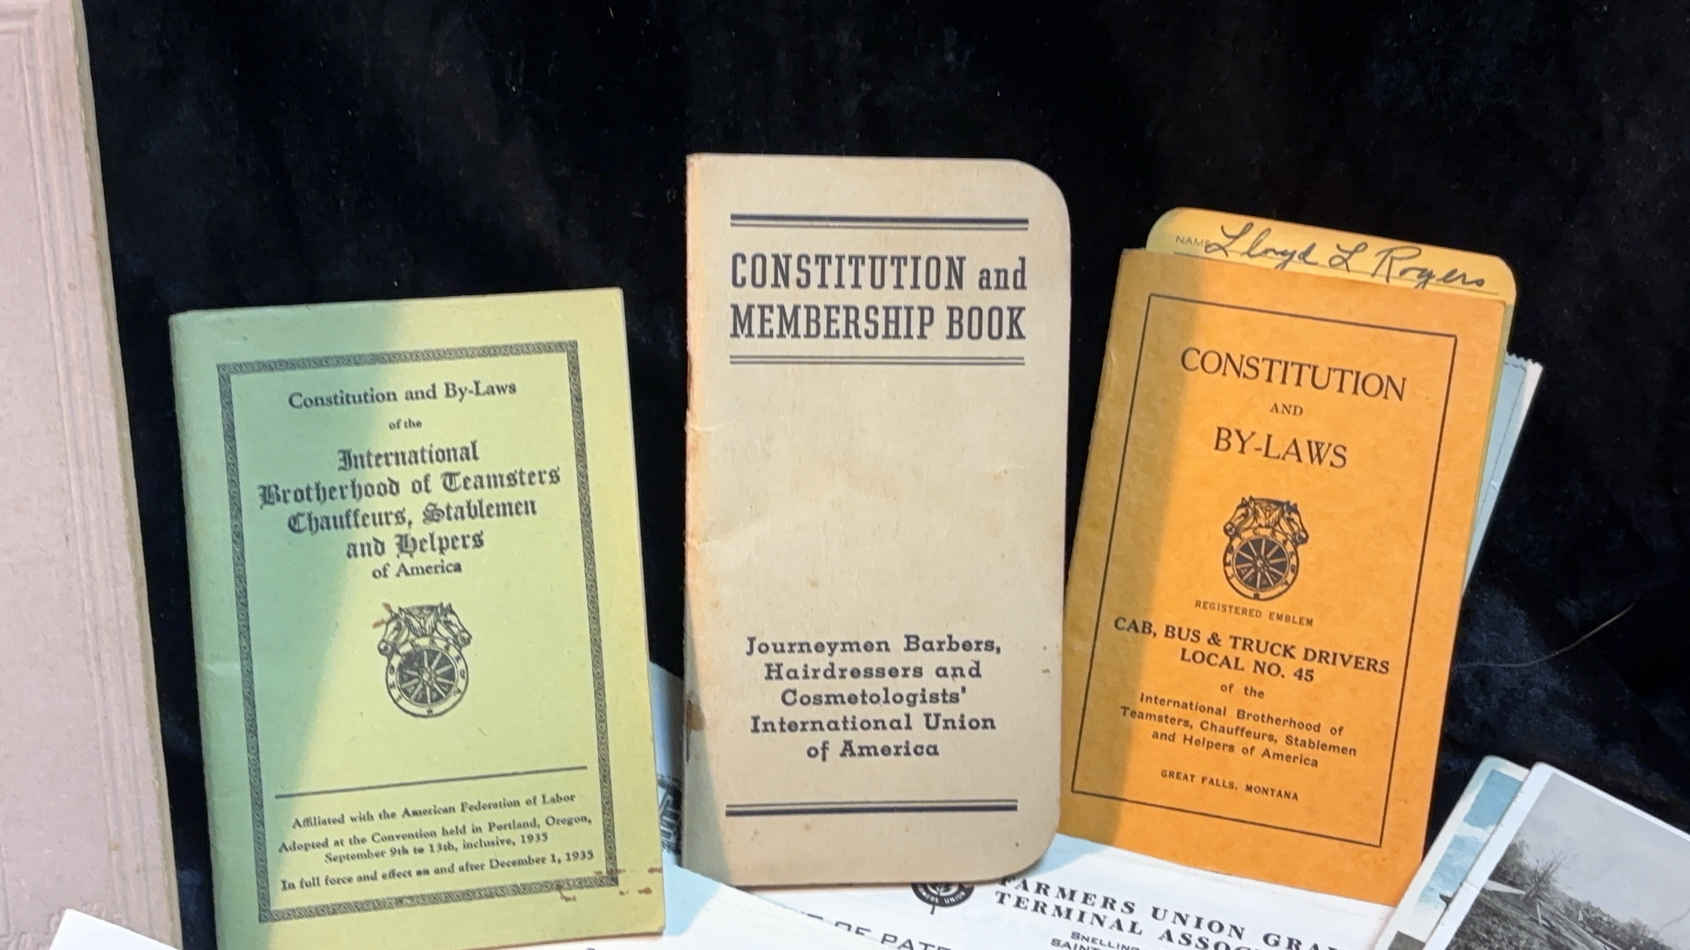 Constitution and By-Laws
of the
International
Brotherhood of Teamsters
Chauffeurs, Stablemen
and Helpers
of America
Affiliated with the American Federation of Labor
Adopted at the Convention held in Portland, Oregon,
September 9th to 13th, inclusive, 1935
In full force and effect on and after December 1, 1935
CONSTITUTION and
MEMBERSHIP BOOK
Journeymen Barbers,
Hairdressers and
Cosmetologists'
International Union
of America
NAME Lloyd L Rogers
CONSTITUTION
AND
BY-LAWS
REGISTERED EMBLEM
CAB, BUS & TRUCK DRIVERS
LOCAL NO. 45
of the
International Brotherhood of
Teamsters, Chauffeurs, Stablemen
and Helpers of America
GREAT FALLS, MONTANA
FARMERS UNION
TERMINAL